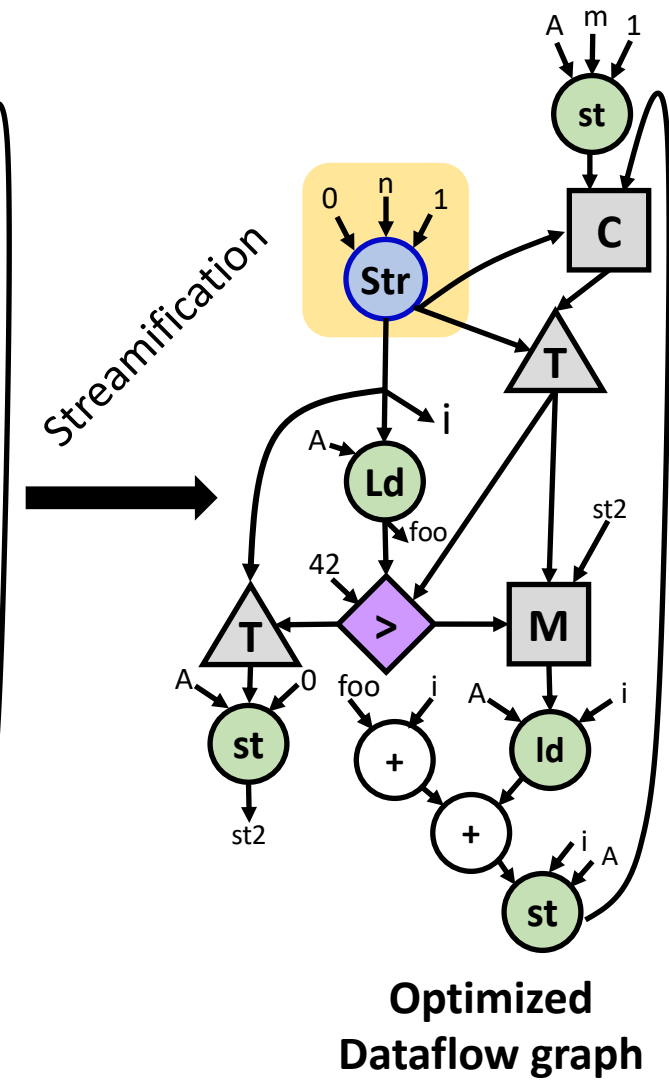 A m 1
st
C
0 n 1
Str
Streamification
T
i
A
Ld
foo
st2
42
T
>
M
A 0
foo i
A i
st
+
ld
st2
+
i
A
st
Optimized
Dataflow graph